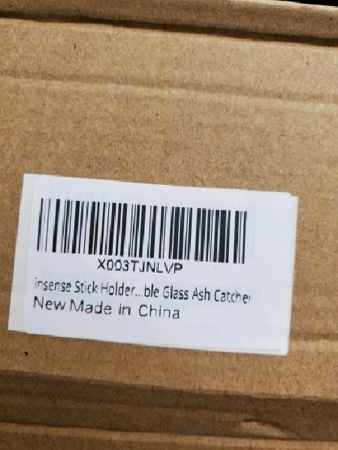 X003TJNLVP
insense Stick Holder...ble Glass Ash Catcher
New Made in China